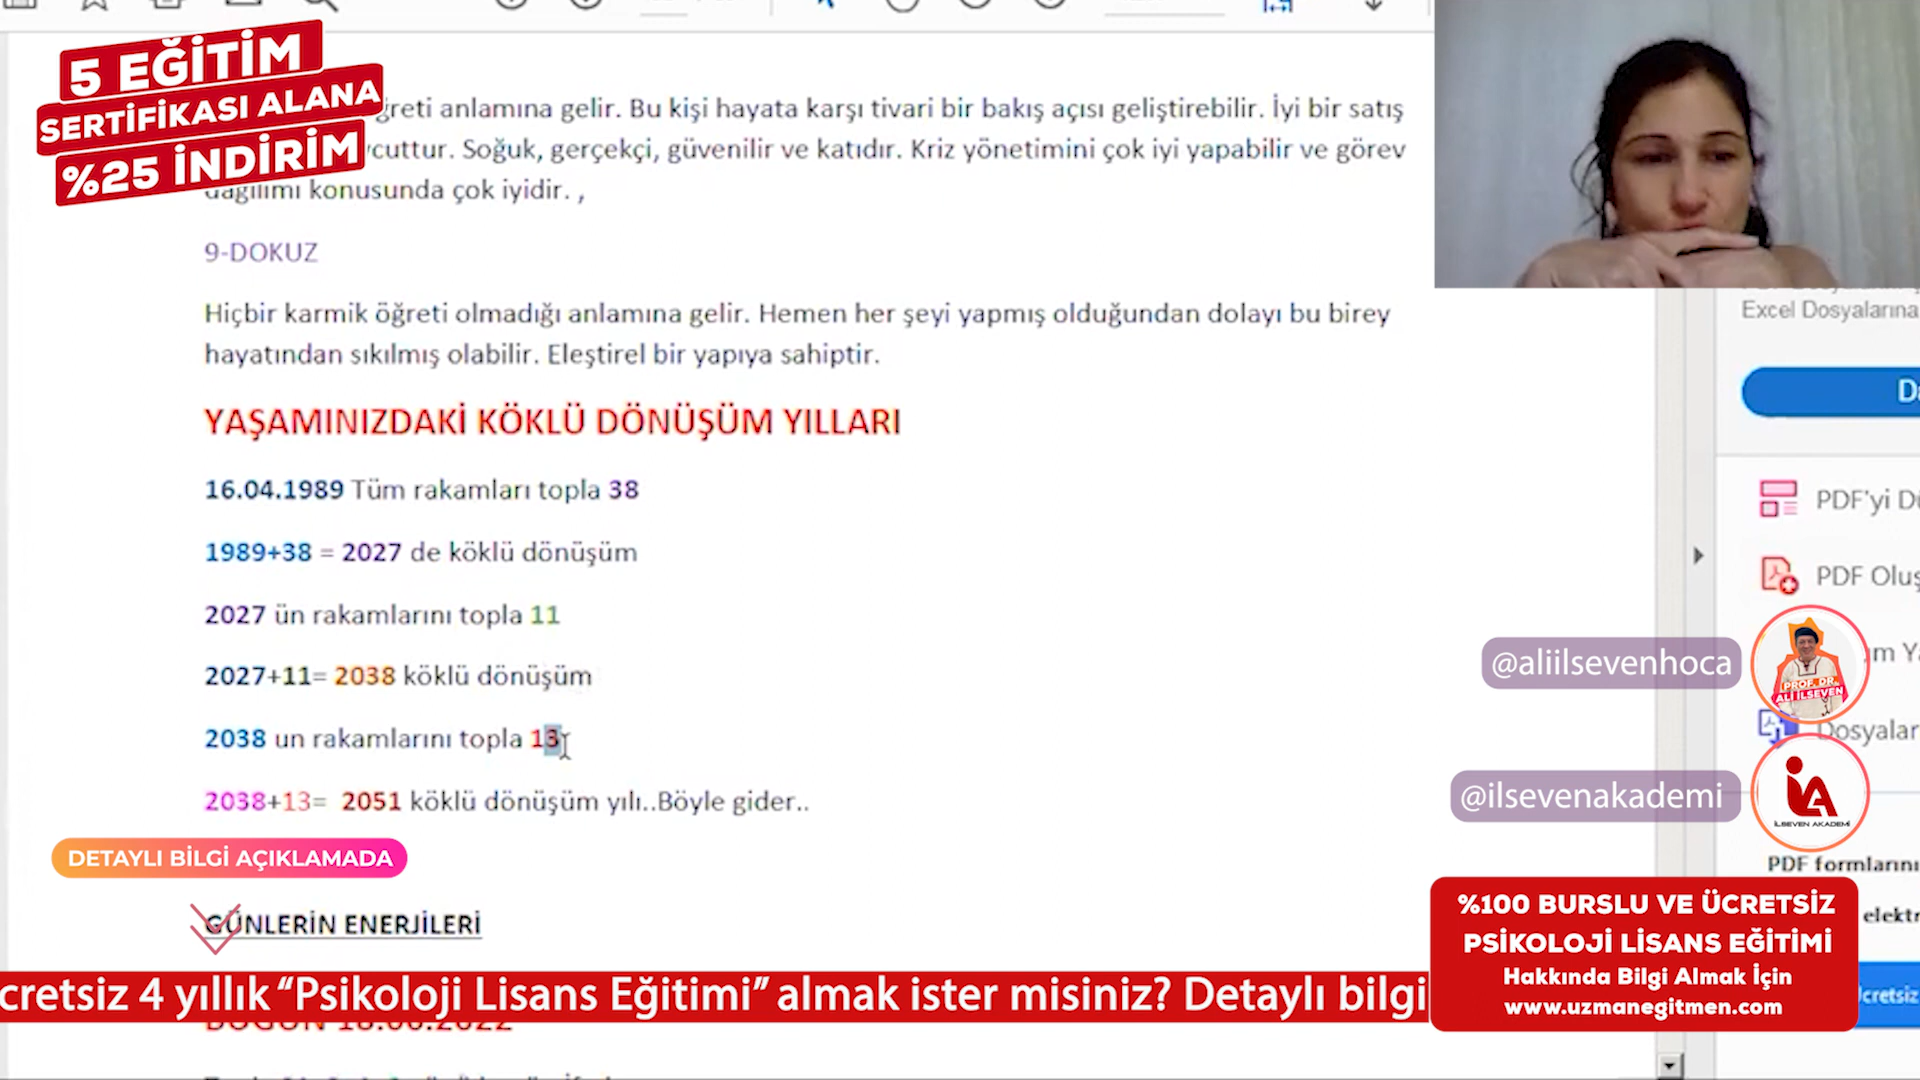 5 EĞİTİM
SERTİFİKASI ALANA
%25 İNDİRİM
ğreti anlamına gelir. Bu kişi hayata karşı tivari bir bakış açısı geliştirebilir. İyi bir satış
vcuttur. Soğuk, gerçekçi, güvenilir ve katıdır. Kriz yönetimini çok iyi yapabilir ve görev
dağılımı konusunda çok iyidir. ,
9-DOKUZ
Hiçbir karmik öğreti olmadığı anlamına gelir. Hemen her şeyi yapmış olduğundan dolayı bu birey
hayatından sıkılmış olabilir. Eleştirel bir yapıya sahiptir.
YAŞAMINIZDAKİ KÖKLÜ DÖNÜŞÜM YILLARI
16.04.1989 Tüm rakamları topla 38
1989+38 = 2027 de köklü dönüşüm
2027 ün rakamlarını topla 11
2027+11= 2038 köklü dönüşüm
2038 un rakamlarını topla 13
2038+13= 2051 köklü dönüşüm yılı..Böyle gider..
DETAYLI BİLGİ AÇIKLAMADA
GÜNLERİN ENERJİLERİ
cretsiz 4 yıllık “Psikoloji Lisans Eğitimi” almak ister misiniz? Detaylı bilgi
Excel Dosyalarına
PDF'yi Dü
PDF Oluş
@aliilsevenhoca
PROF. DR.
ALİ İLSEVEN
m Ya
Dosyalar
@ilsevenakademi
İLSEVEN AKADEMİ
PDF formlarını
elektr
%100 BURSLU VE ÜCRETSİZ
PSİKOLOJİ LİSANS EĞİTİMİ
Hakkında Bilgi Almak İçin
www.uzmanegitmen.com
cretsiz